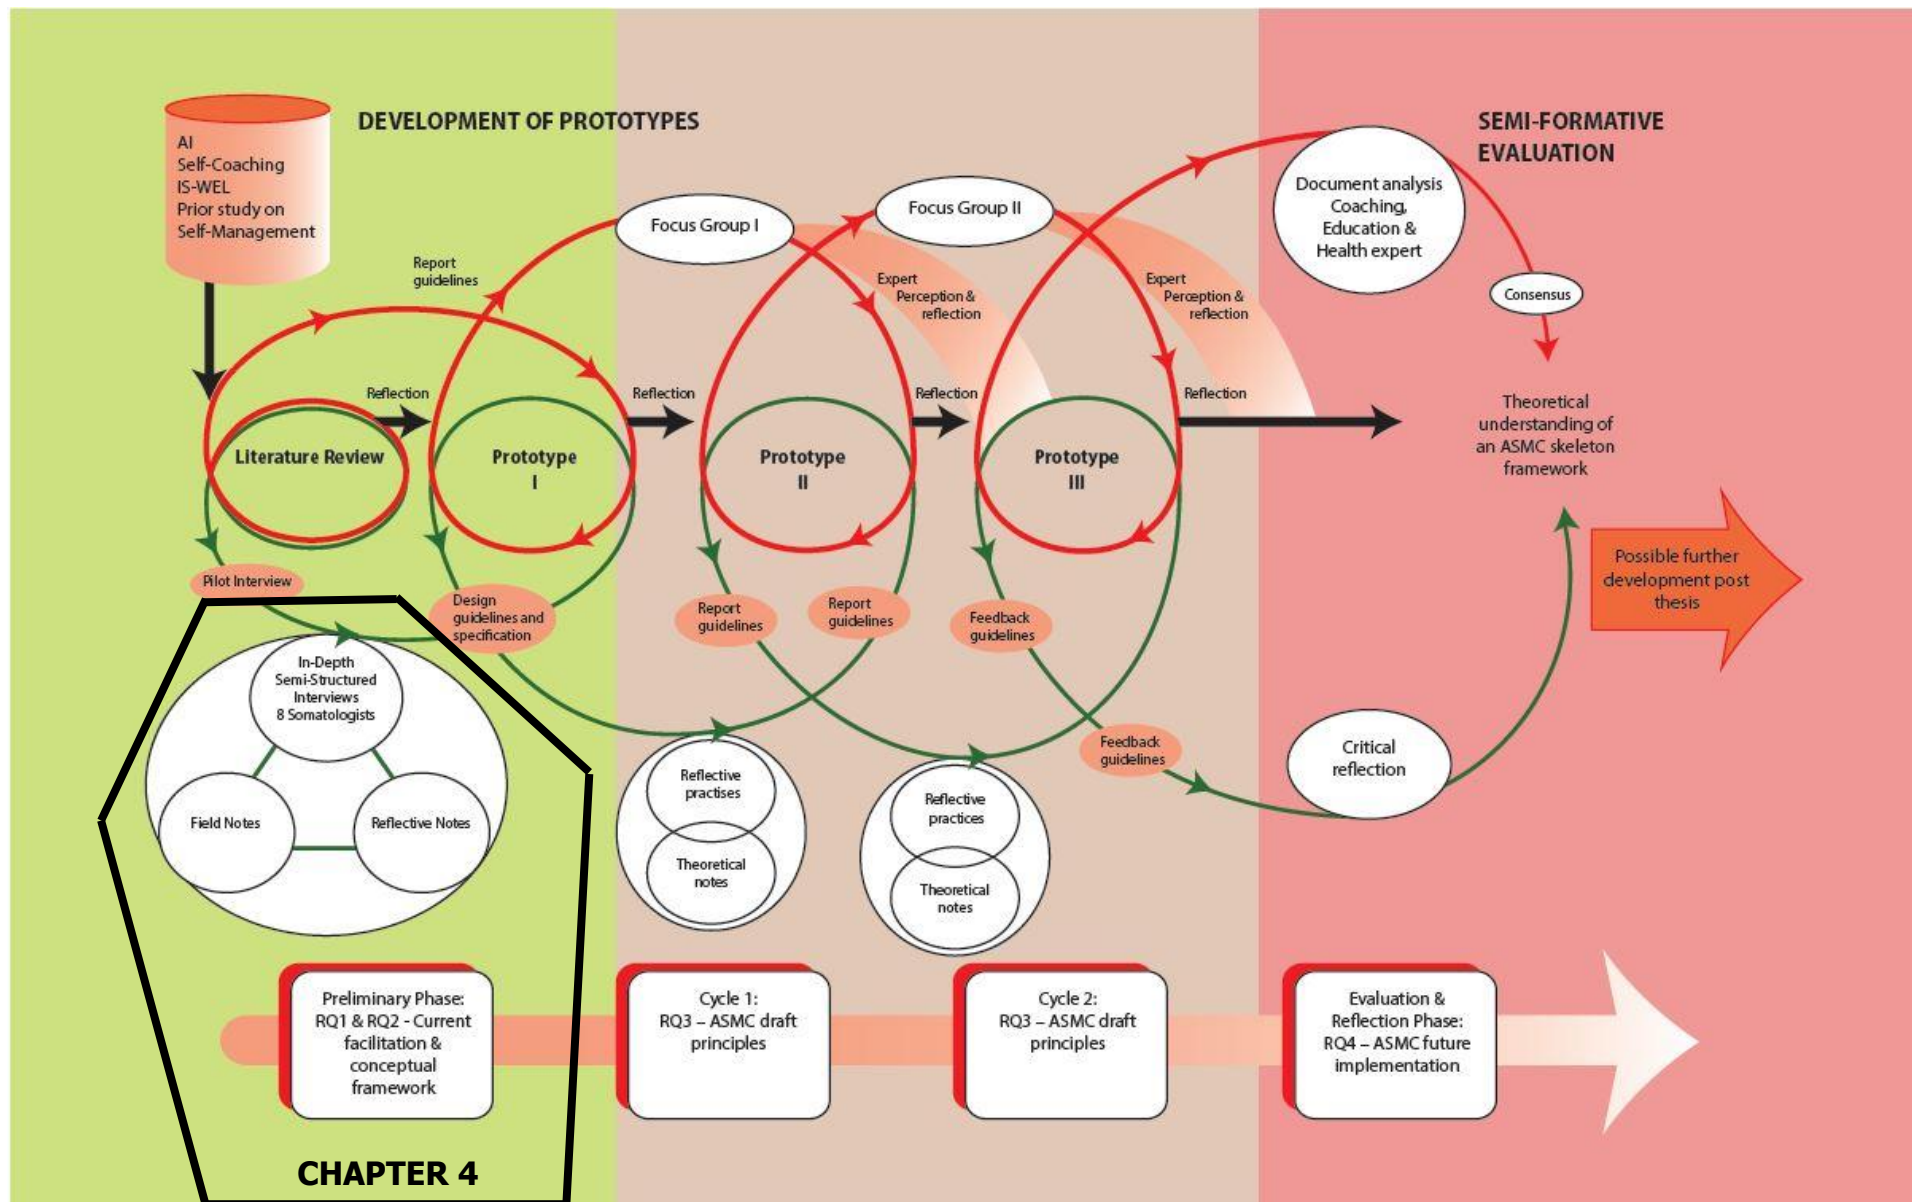 DEVELOPMENT OF PROTOTYPES
SEMI-FORMATIVE
EVALUATION
AI
Self-Coaching
IS-WEL
Prior study on
Self-Management
Report
guidelines
Focus Group I
Focus Group II
Document analysis
Coaching,
Education &
Health expert
Expert
Perception &
reflection
Expert
Perception &
reflection
Consensus
Reflection
Reflection
Reflection
Reflection
Literature Review
Prototype
I
Prototype
II
Prototype
III
Theoretical
understanding of
an ASMC skeleton
framework
Pilot Interview
Design
guidelines and
specification
Report
guidelines
Report
guidelines
Feedback
guidelines
Possible further
development post
thesis
In-Depth
Semi-Structured
Interviews
8 Somatologists
Field Notes
Reflective Notes
Reflective
practises
Theoretical
notes
Reflective
practices
Theoretical
notes
Feedback
guidelines
Critical
reflection
Preliminary Phase:
RQ1 & RQ2 - Current
facilitation &
conceptual
framework
Cycle 1:
RQ3 – ASMC draft
principles
Cycle 2:
RQ3 – ASMC draft
principles
Evaluation &
Reflection Phase:
RQ4 – ASMC future
implementation
CHAPTER 4